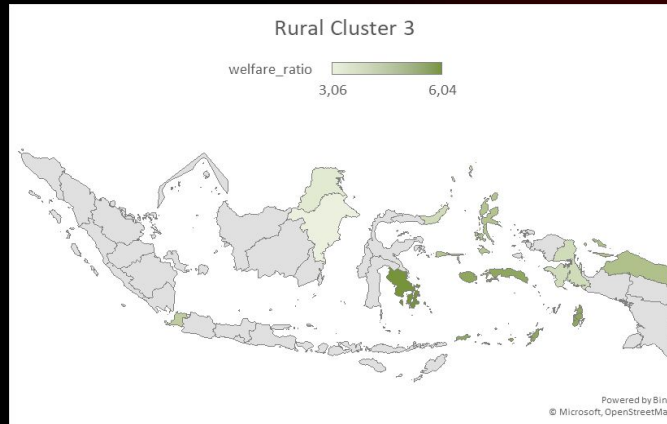 Rural Cluster 3
welfare_ratio
3,06
6,04
Powered by Bin
© Microsoft, OpenStreetMa